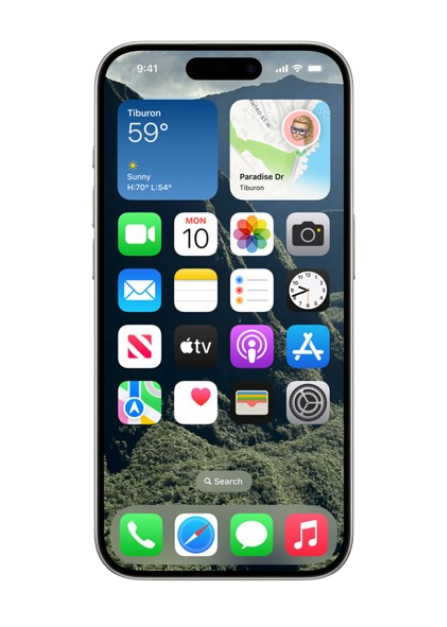 9:41
Tiburon
59°
Sunny
H:70° L:54°
Paradise Dr
Tiburon
MON
10
tv
Search